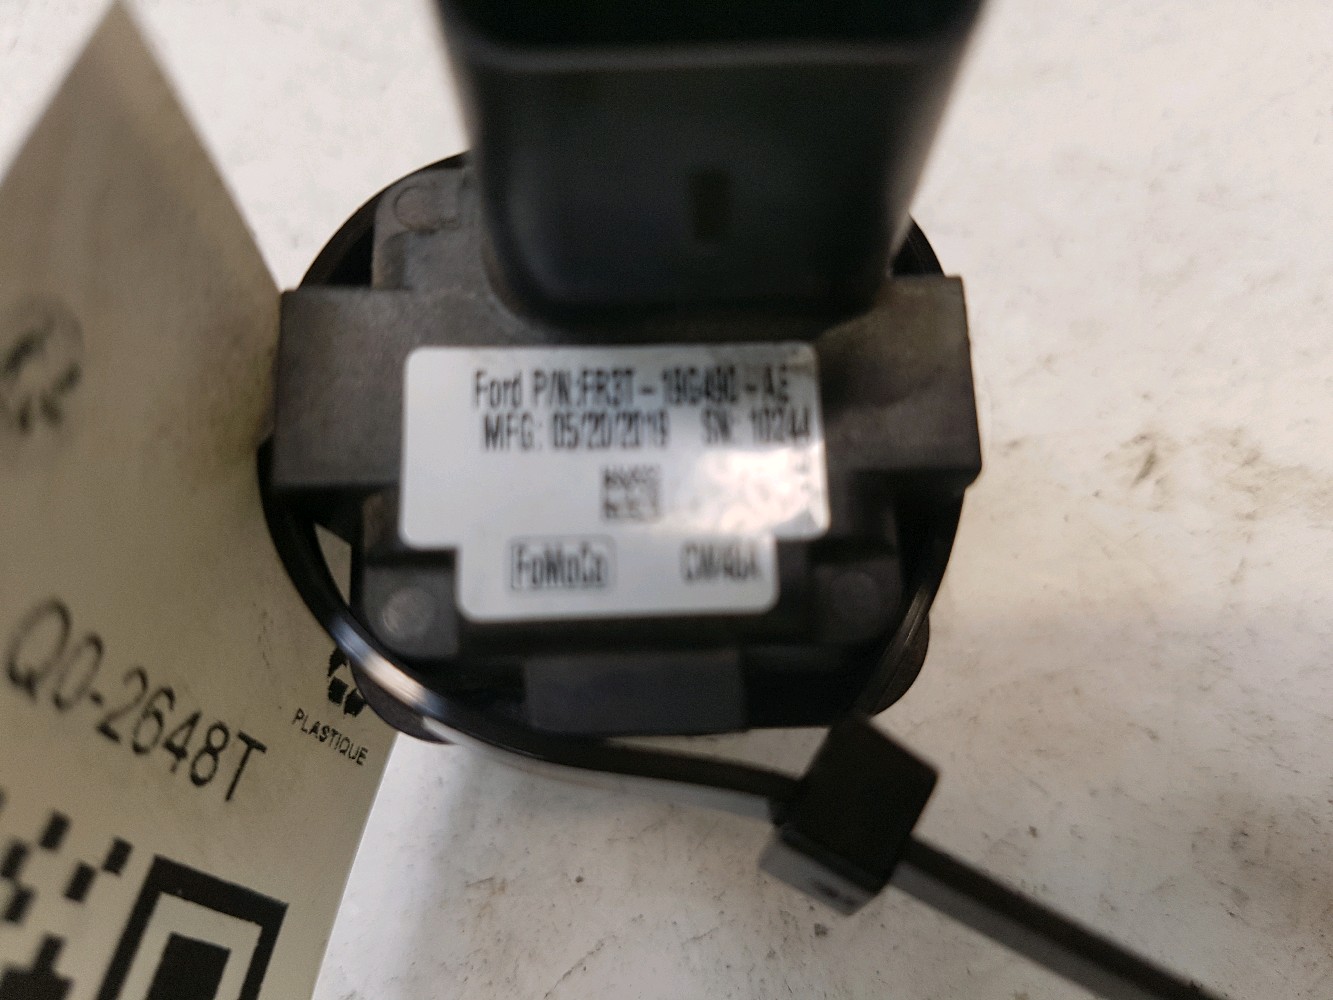 Ford P/N:FR3T-19G490-AE
MFG: 05/20/2019 SN: 10244
FoMoCo
Q0-2648T
PLASTIQUE